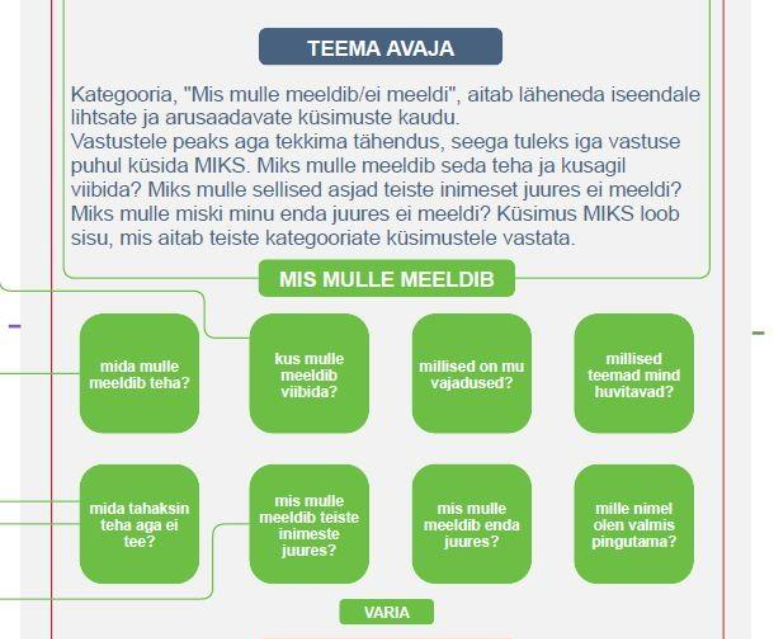 TEEMA AVAJA
Kategooria, "Mis mulle meeldib/ei meeldi", aitab läheneda iseendale
lihtsate ja arusaadavate küsimuste kaudu.
Vastustele peaks aga tekkima tähendus, seega tuleks iga vastuse
puhul küsida MIKS. Miks mulle meeldib seda teha ja kusagil
viibida? Miks mulle sellised asjad teiste inimeset juures ei meeldi?
Miks mulle miski minu enda juures ei meeldi? Küsimus MIKS loob
sisu, mis aitab teiste kategooriate küsimustele vastata.
MIS MULLE MEELDIB
mida mulle
meeldib teha?
kus mulle
meeldib
viibida?
millised on mu
vajadused?
millised
teemad mind
huvitavad?
mida tahaksin
teha aga ei
tee?
mis mulle
meeldib teiste
inimeste
juures?
mis mulle
meeldib enda
juures?
mille nimel
olen valmis
pingutama?
VARIA